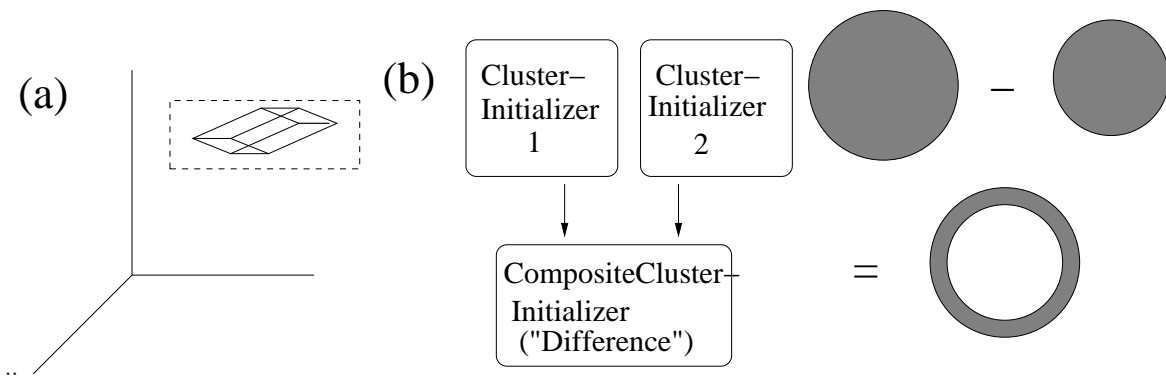 (a)
(b)
Cluster–
Initializer
1
Cluster–
Initializer
2
CompositeCluster–
Initializer
("Difference")
–
=
..